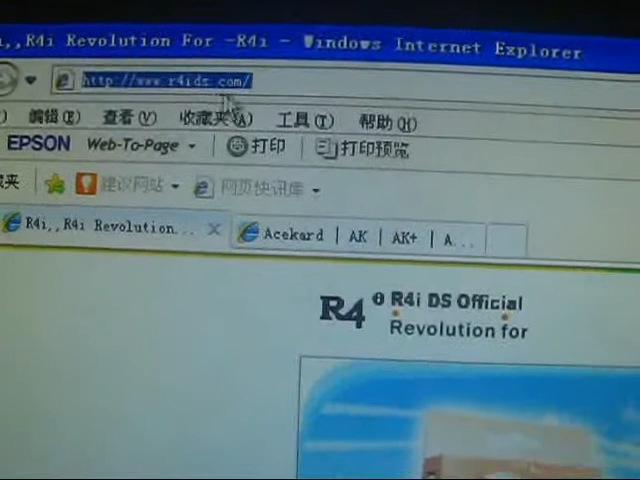 i,,R4i Revolution For -R4i - Windows Internet Explorer
http://www.r4ids.com/
) 编辑(E) 查看(V) 收藏夹(A) 工具(T) 帮助(H)
EPSON Web-To-Page 打印 打印预览
夹 建议网站 网页快讯库
R4i,,R4i Revolution... Acekard | AK | AK+ | A...
R4 i R4i DS Official
Revolution for